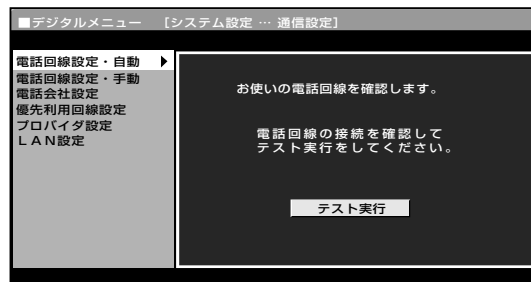 ■デジタルメニュー [システム設定 … 通信設定]
電話回線設定・自動
電話回線設定・手動
電話会社設定
優先利用回線設定
プロバイダ設定
ＬＡＮ設定
お使いの電話回線を確認します。
電話回線の接続を確認して
テスト実行をしてください。
テスト実行